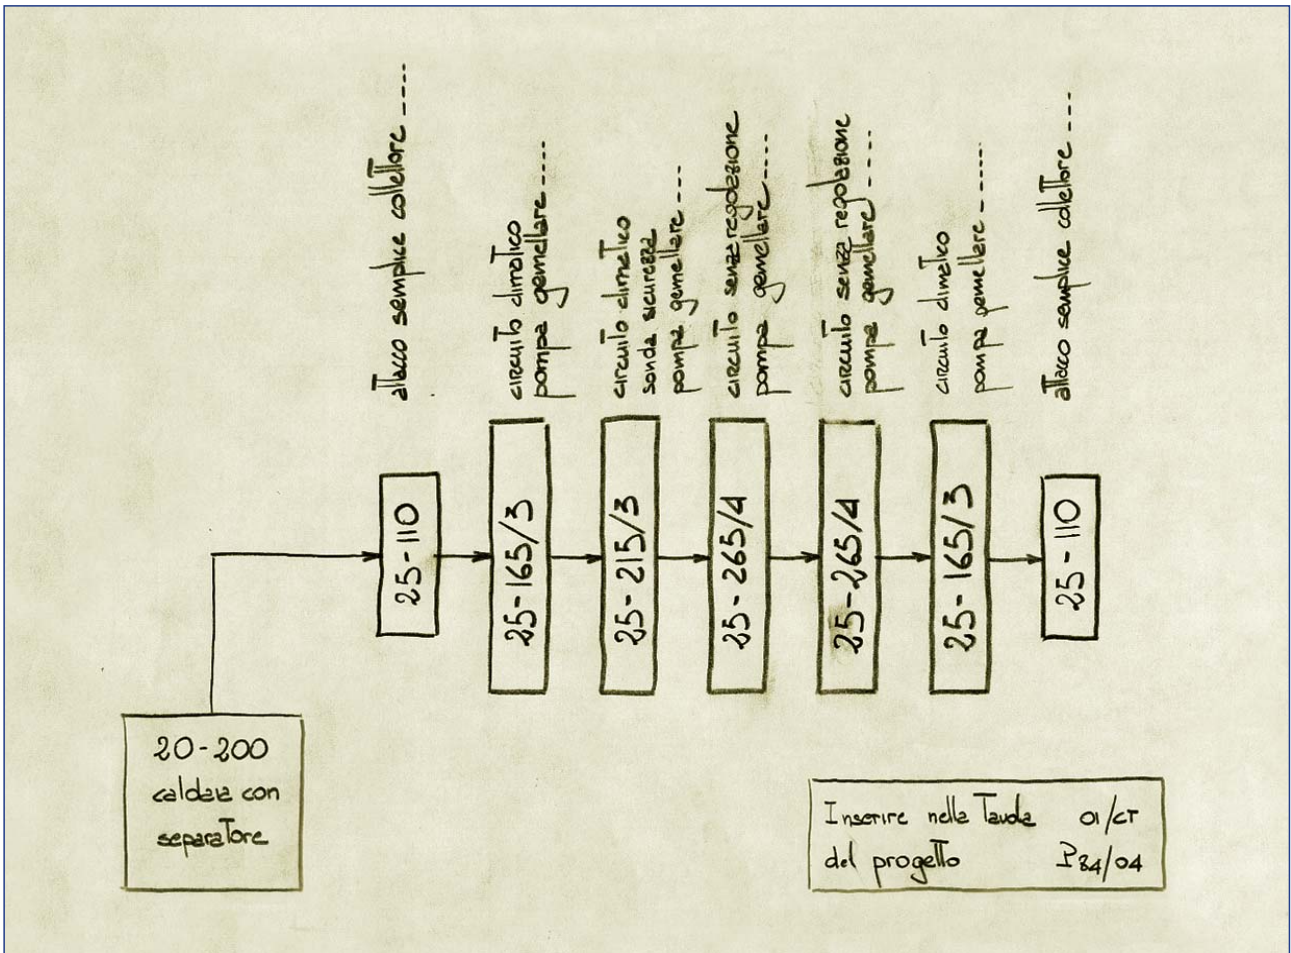 attacco semplice collettore ----
circuito climatico
pompa gemellare ----
circuito climatico
sonda sicurezza
pompa gemellare ---
circuito senza regolazione
pompa gemellare ----
circuito senza regolazione
pompa gemellare ----
circuito climatico
pompa gemellare -----
attacco semplice collettore ----
25-110
25-165/3
25-215/3
25-265/4
25-265/4
25-165/3
25-110
20-200
caldaia con
separatore
Inserire nella Tavola 01/CT
del progetto P84/04